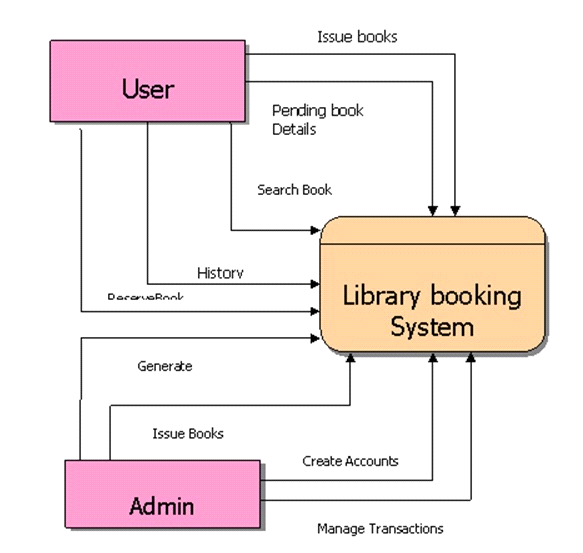 Issue books
User
Pending book
Details
Search Book
History
ReserveBook
Library booking
System
Generate
Issue Books
Create Accounts
Admin
Manage Transactions